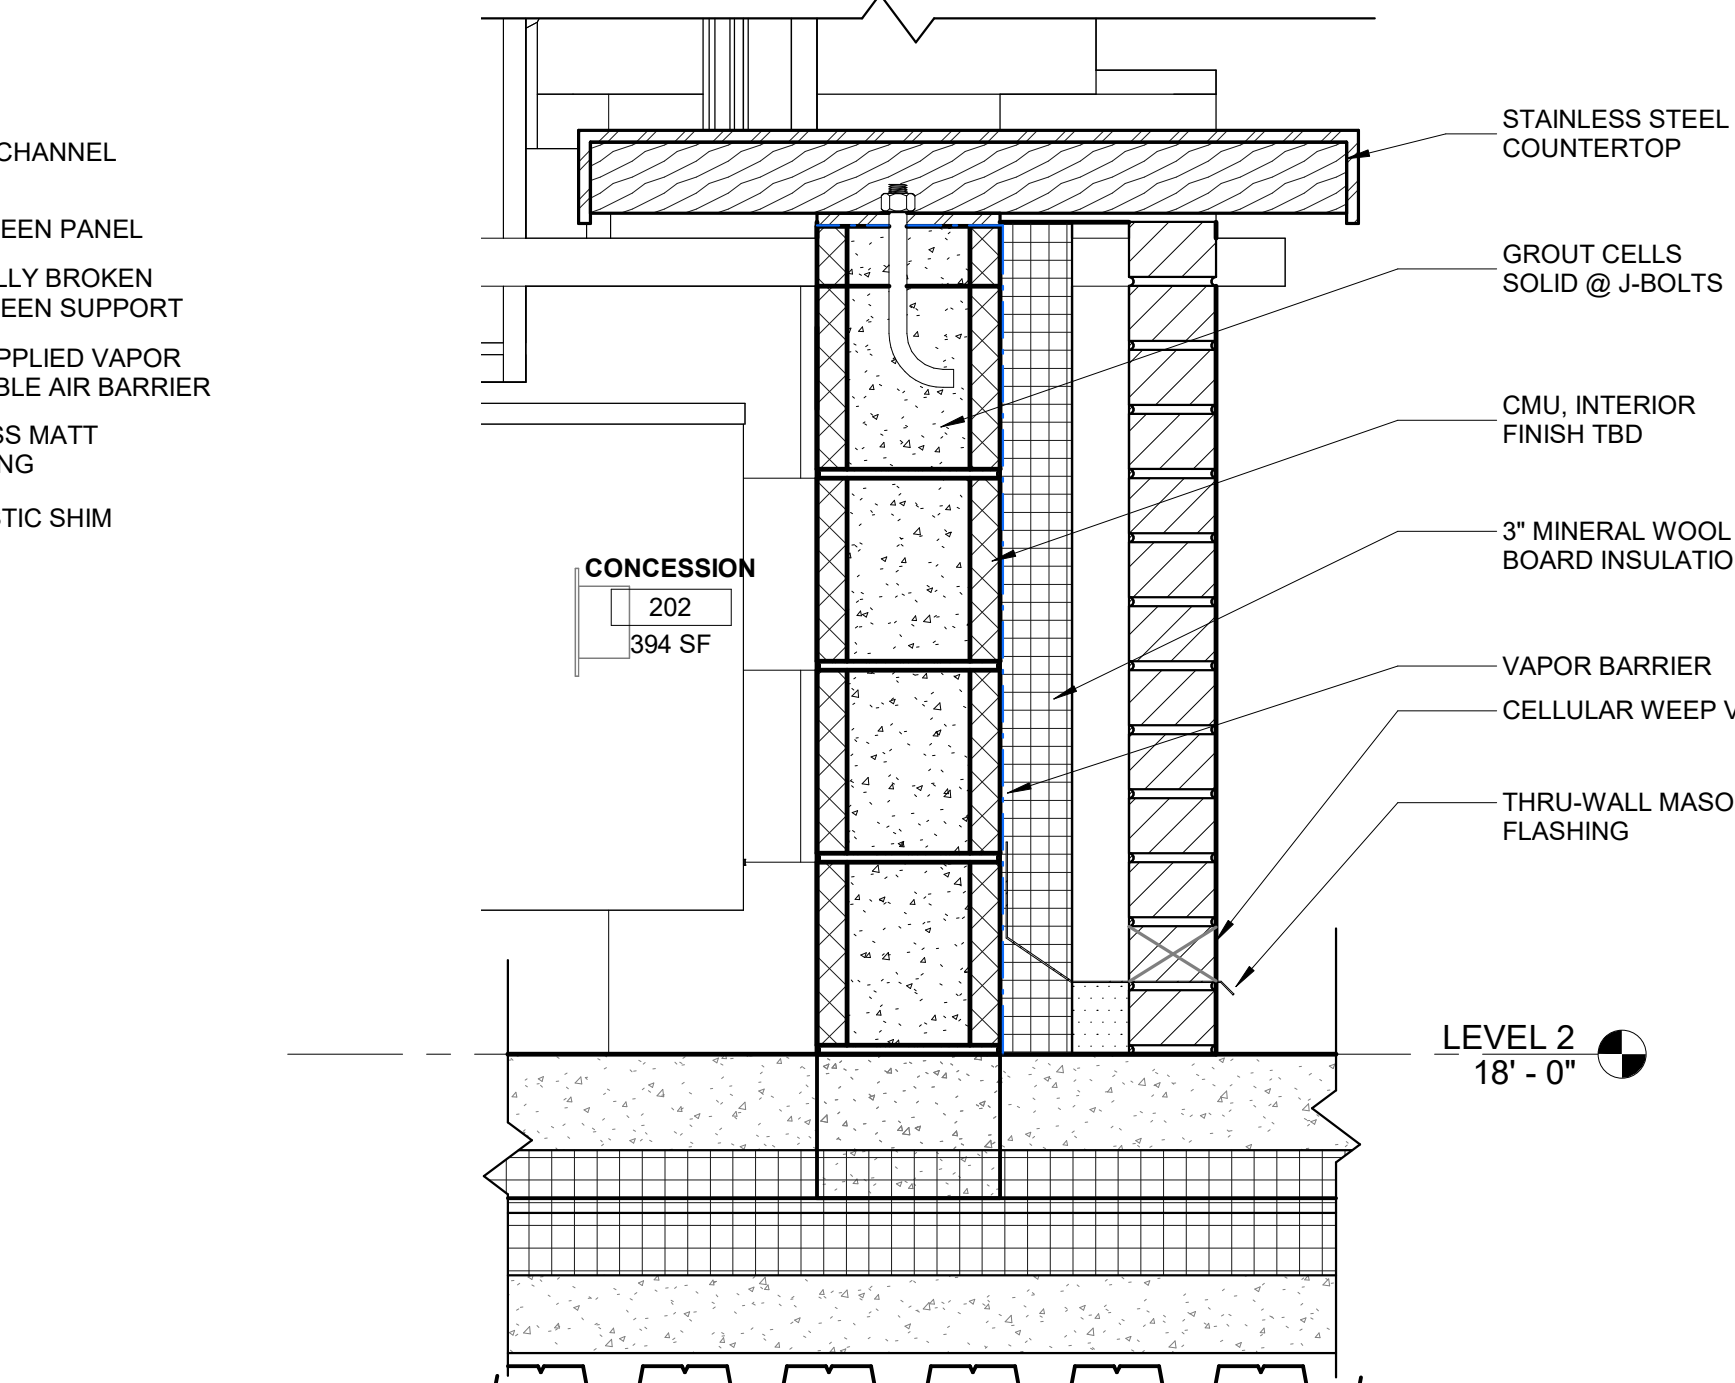 CHANNEL
EEN PANEL
LLY BROKEN
EEN SUPPORT
PPLIED VAPOR
BLE AIR BARRIER
SS MATT
NG
STIC SHIM
CONCESSION
202
394 SF
STAINLESS STEEL
COUNTERTOP
GROUT CELLS
SOLID @ J-BOLTS
CMU, INTERIOR
FINISH TBD
3" MINERAL WOOL
BOARD INSULATIO
VAPOR BARRIER
CELLULAR WEEP V
THRU-WALL MASO
FLASHING
LEVEL 2
18' - 0"